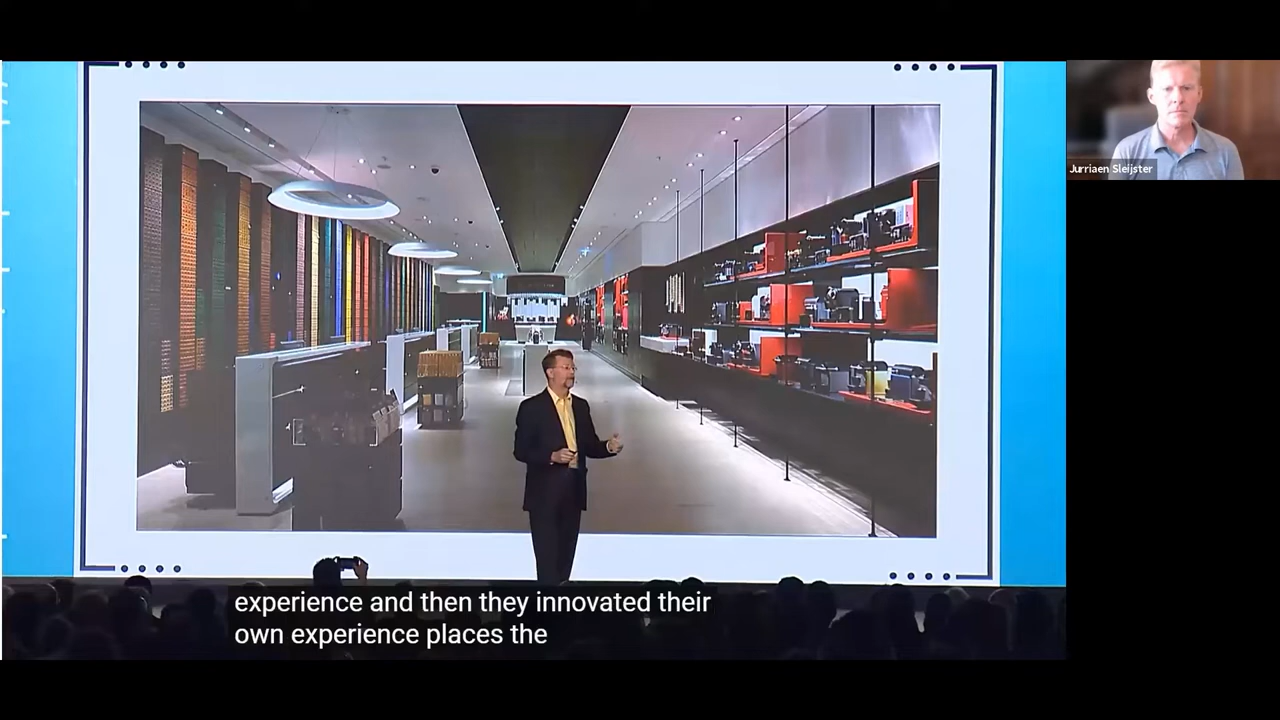 Jurriaen Sleijster
experience and then they innovated their
own experience places the